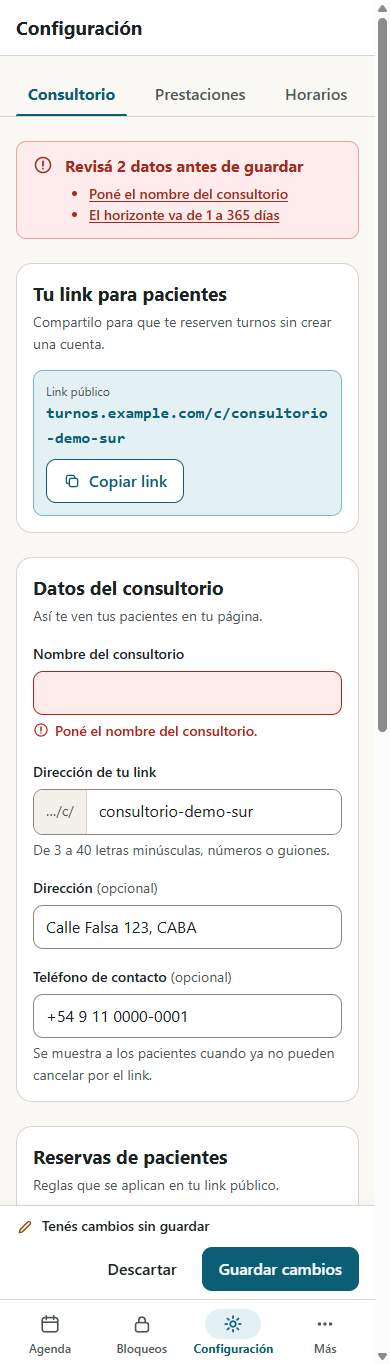 Configuración
Consultorio Prestaciones Horarios
Revisá 2 datos antes de guardar
• Poné el nombre del consultorio
• El horizonte va de 1 a 365 días
Tu link para pacientes
Compartilo para que te reserven turnos sin crear
una cuenta.
Link público
turnos.example.com/c/consultorio
-demo-sur
Copiar link
Datos del consultorio
Así te ven tus pacientes en tu página.
Nombre del consultorio
Poné el nombre del consultorio.
Dirección de tu link
.../c/ consultorio-demo-sur
De 3 a 40 letras minúsculas, números o guiones.
Dirección (opcional)
Calle Falsa 123, CABA
Teléfono de contacto (opcional)
+54 9 11 0000-0001
Se muestra a los pacientes cuando ya no pueden
cancelar por el link.
Reservas de pacientes
Reglas que se aplican en tu link público.
Tenés cambios sin guardar
Descartar Guardar cambios
Agenda Bloqueos Configuración Más